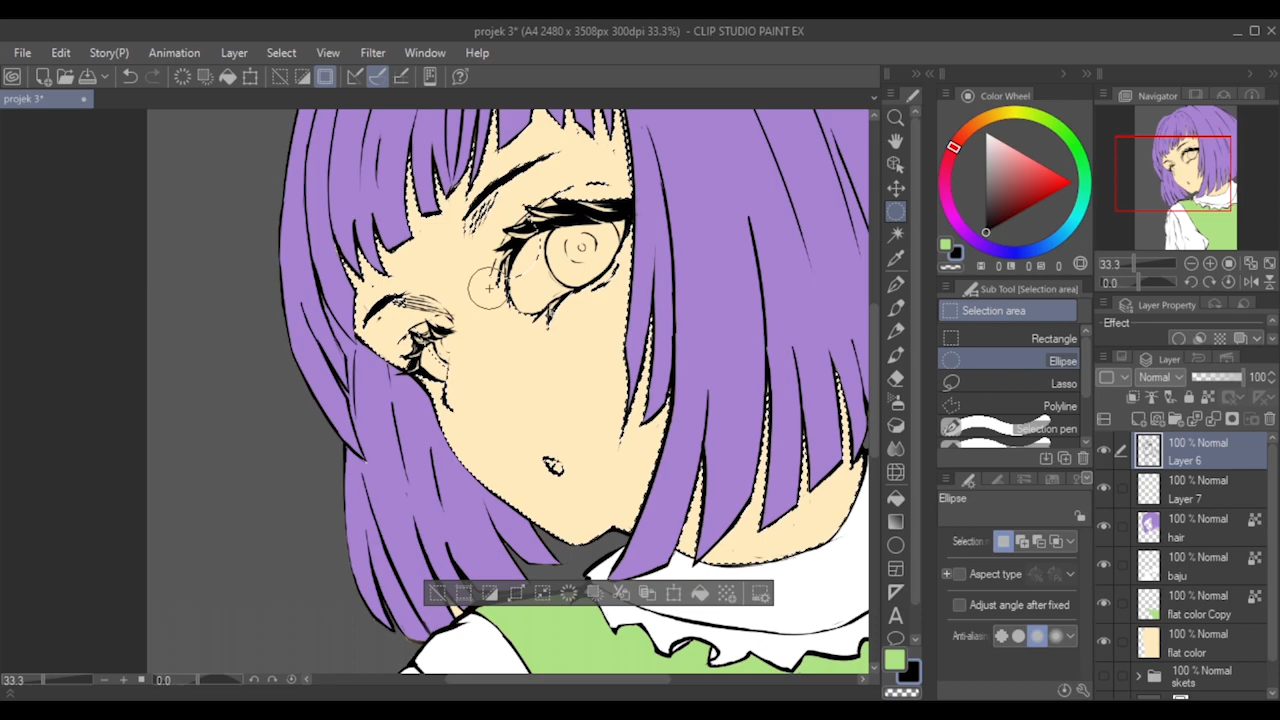 projek 3* (A4 2480 x 3508px 300dpi 33.3%)  - CLIP STUDIO PAINT EX
File Edit Story(P) Animation Layer Select View Filter Window Help
projek 3*
Color Wheel
Navigator
33.3
0.0
0 0 0
Sub Tool [Selection area]
Selection area
Rectangle
Ellipse
Lasso
Polyline
Selection pen
Ellipse
Selection
Aspect type
Adjust angle after fixed
Anti-aliasin
Layer Property
Effect
Layer
Normal 100
100 % Normal
Layer 6
100 % Normal
Layer 7
100 % Normal
hair
100 % Normal
baju
100 % Normal
flat color Copy
100 % Normal
flat color
100 % Normal
skets
A
33.3 0.0